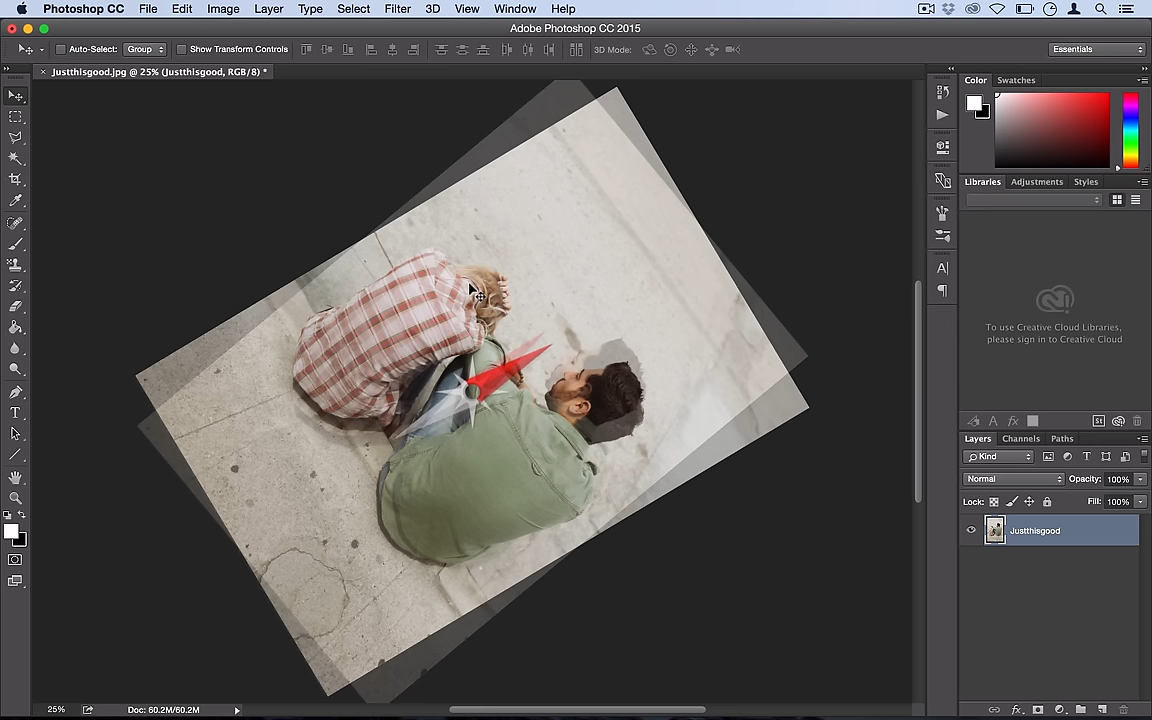 Photoshop CC File Edit Image Layer Type Select Filter 3D View Window Help
Adobe Photoshop CC 2015
Auto-Select: Group Show Transform Controls 3D Mode: Essentials
× Justthisgood.jpg @ 25% (Justthisgood, RGB/8) *
Color Swatches
Libraries Adjustments Styles
To use Creative Cloud Libraries,
please sign in to Creative Cloud
A fx St
Layers Channels Paths
Kind T
Normal Opacity: 100%
Lock: Fill: 100%
Justthisgood
25% Doc: 60.2M/60.2M
fx